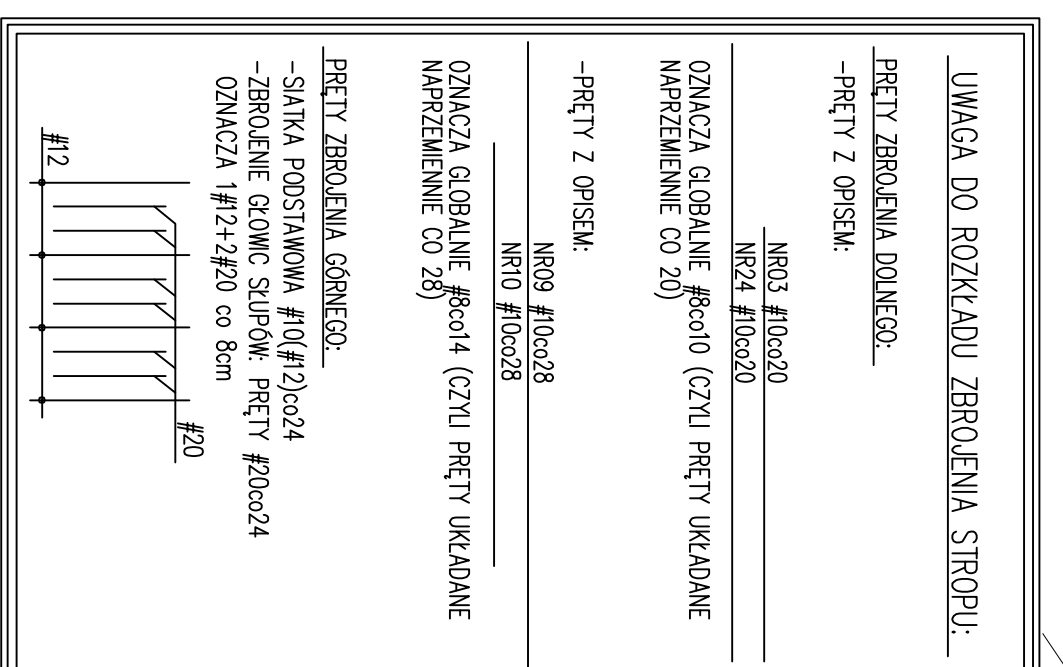 UWAGA DO ROZKŁADU ZBROJENIA STROPU:
PRĘTY ZBROJENIA DOLNEGO:
-PRĘTY Z OPISEM:
NR03 #10co20
NR24 #10co20
OZNACZA GLOBALNIE #8co10 (CZYLI PRĘTY UKŁADANE
NAPRZEMIENNIE CO 20)
-PRĘTY Z OPISEM:
NR09 #10co28
NR10 #10co28
OZNACZA GLOBALNIE #8co14 (CZYLI PRĘTY UKŁADANE
NAPRZEMIENNIE CO 28)
PRĘTY ZBROJENIA GÓRNEGO:
-SIATKA PODSTAWOWA #10(#12)co24
-ZBROJENIE GŁOWIC SŁUPÓW: PRĘTY #20co24
OZNACZA 1#12+2#20 co 8cm
#20
#12